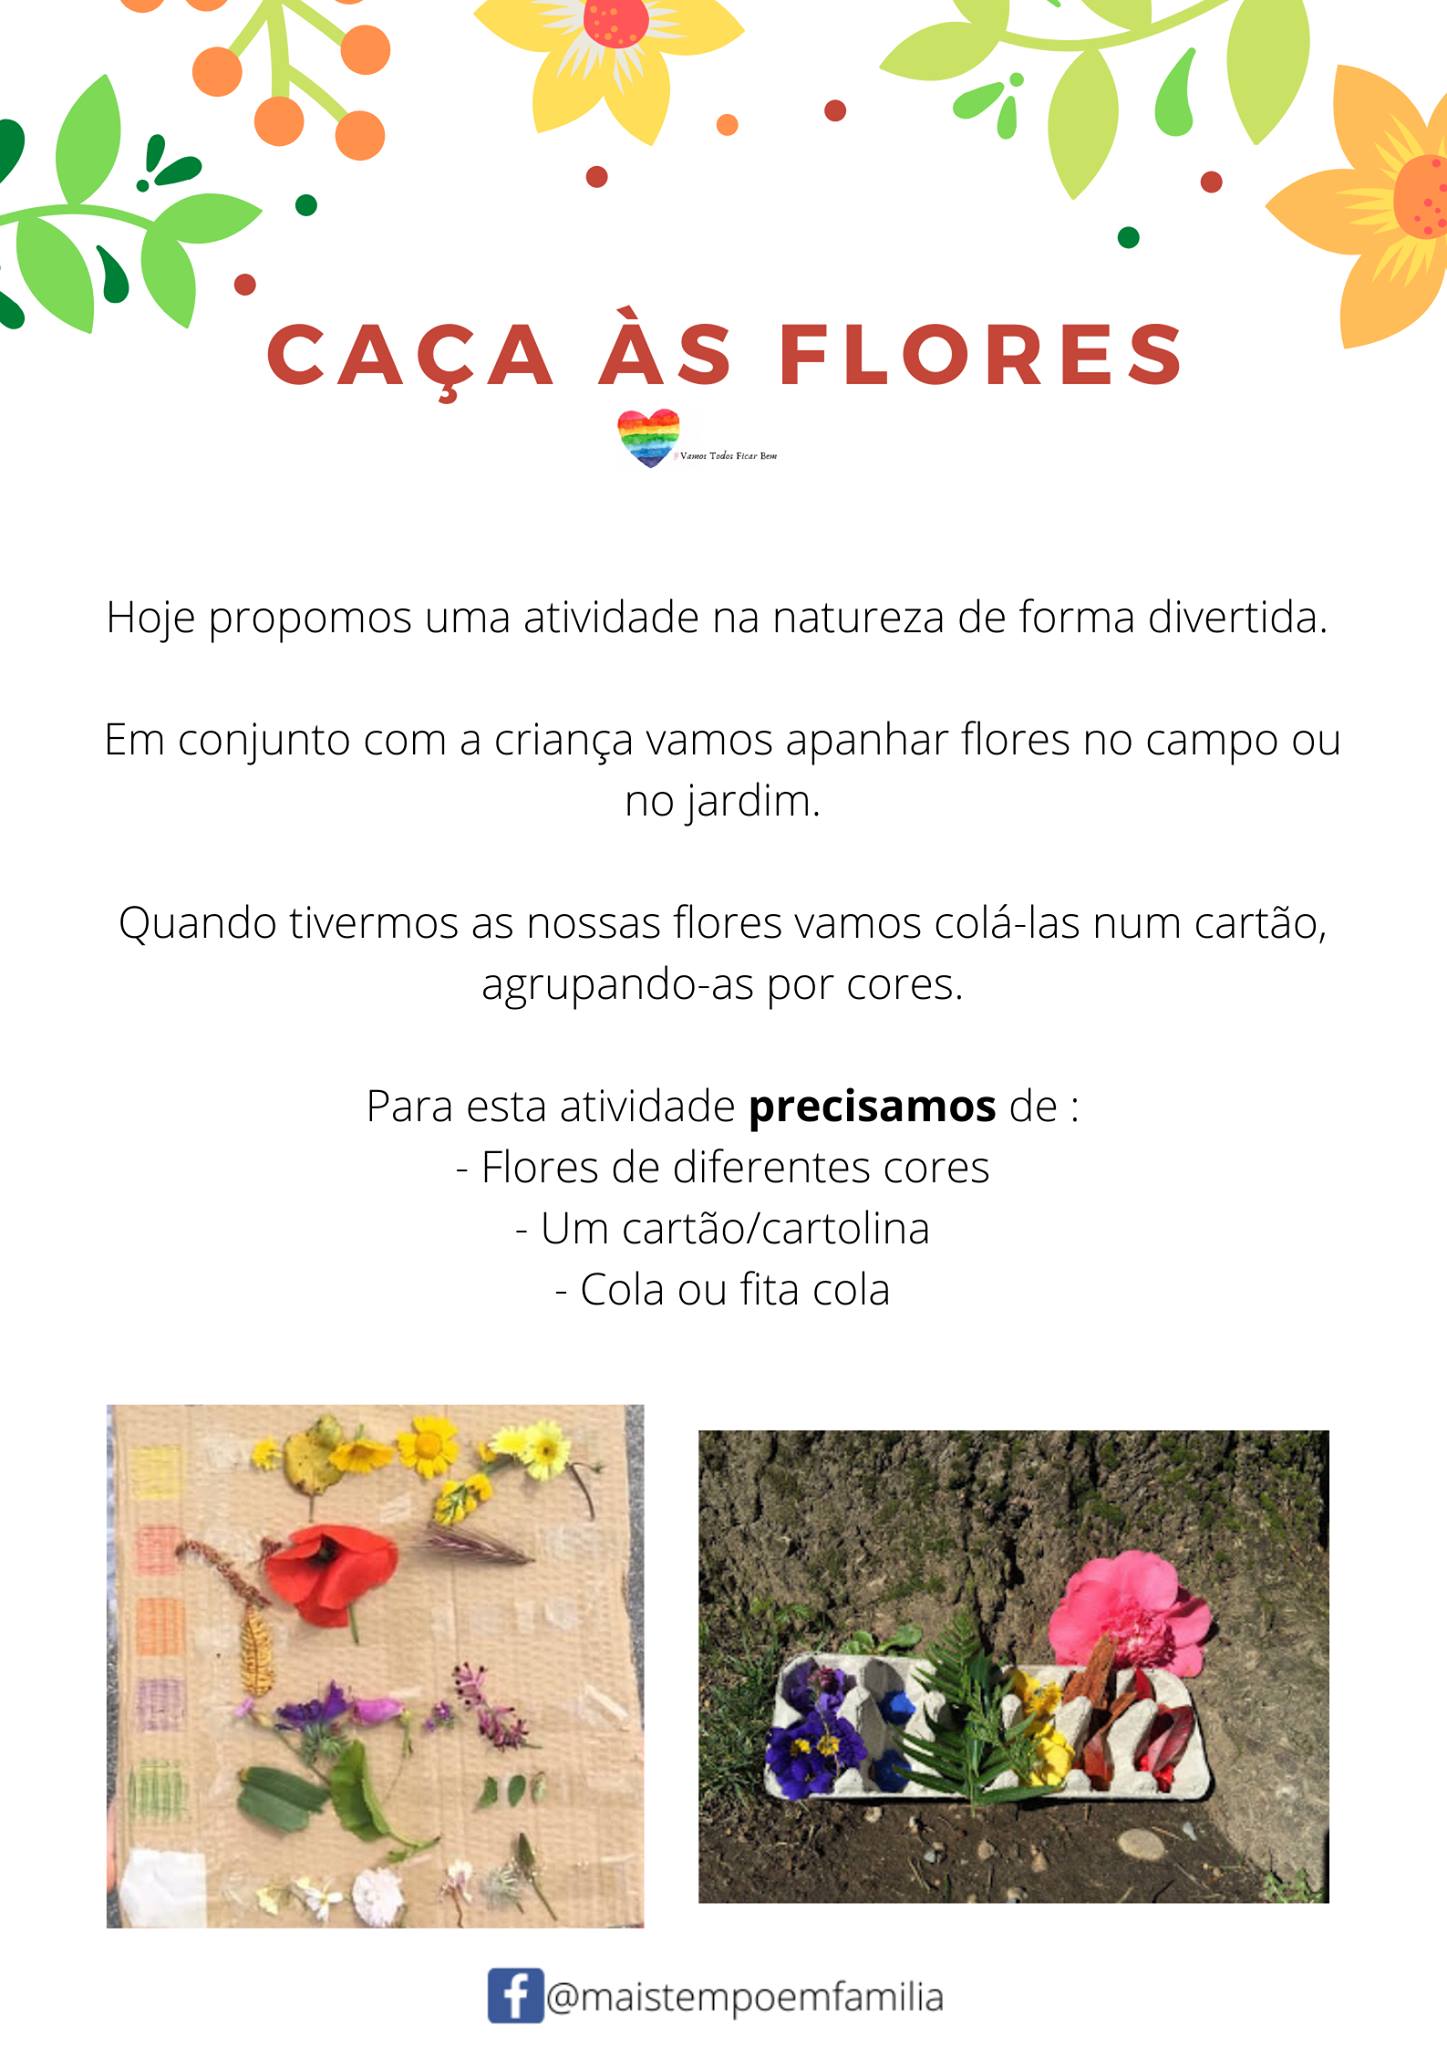 CAÇA ÀS FLORES
#Vamos Todos Ficar Bem
Hoje propomos uma atividade na natureza de forma divertida.
Em conjunto com a criança vamos apanhar flores no campo ou
no jardim.
Quando tivermos as nossas flores vamos colá-las num cartão,
agrupando-as por cores.
Para esta atividade precisamos de :
- Flores de diferentes cores
- Um cartão/cartolina
- Cola ou fita cola
@maistempoemfamilia